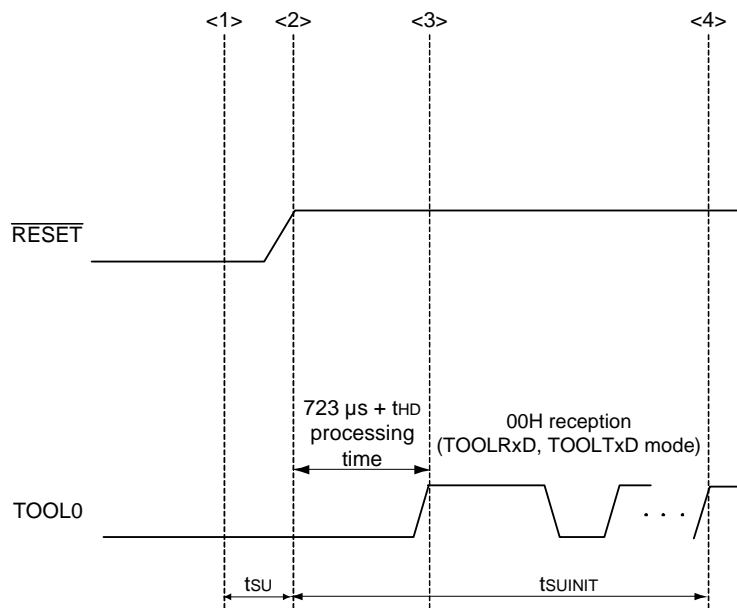 <1> <2> <3> <4>
RESET
723 µs + tHD
processing
time
00H reception
(TOOLRxD, TOOLTxD mode)
TOOL0
. . .
tSU
tSUINIT